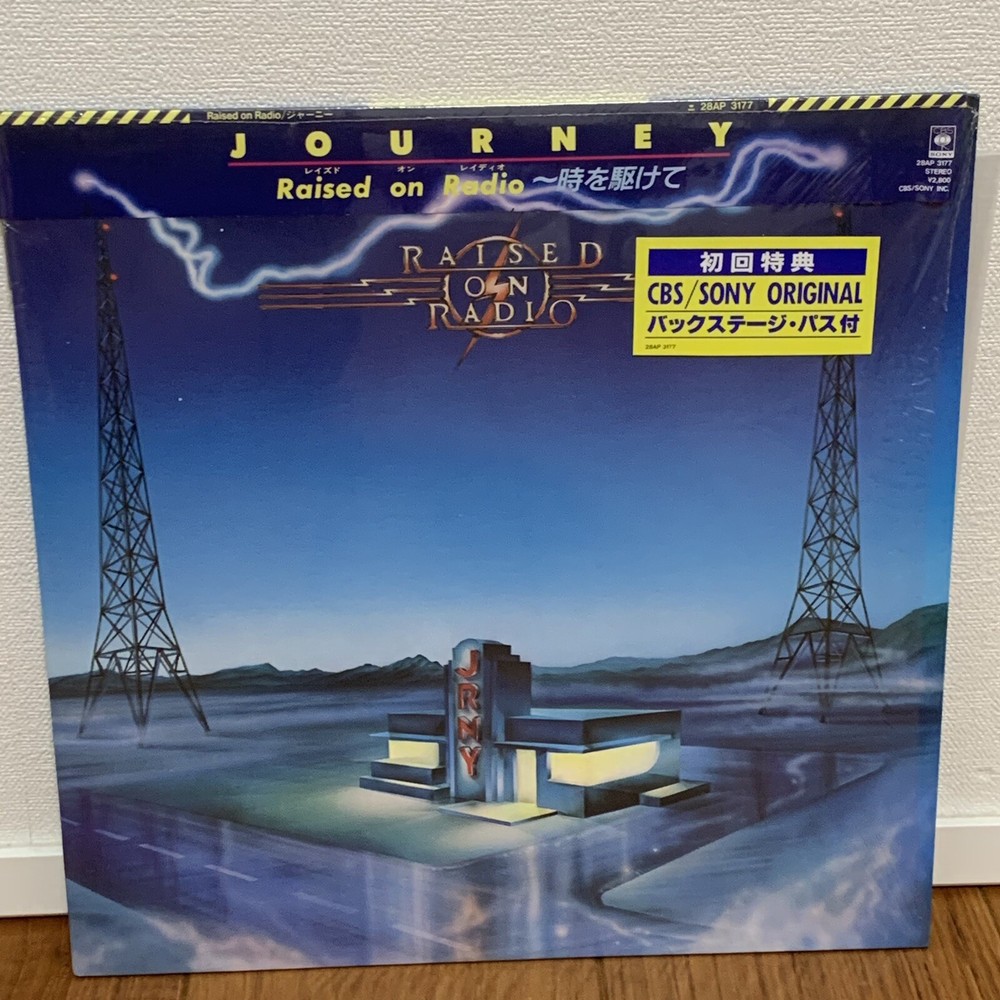 Raised on Radio/ジャーニー
28AP 3177
JOURNEY
レイズド オン レイディオ
Raised on Radio 〜時を駆けて
CBS
SONY
28AP 3177
STEREO
¥2,800
CBS/SONY INC.
RAISED
ON
RADIO
初回特典
CBS/SONY ORIGINAL
バックステージ・パス付
28AP 3177
JRNY